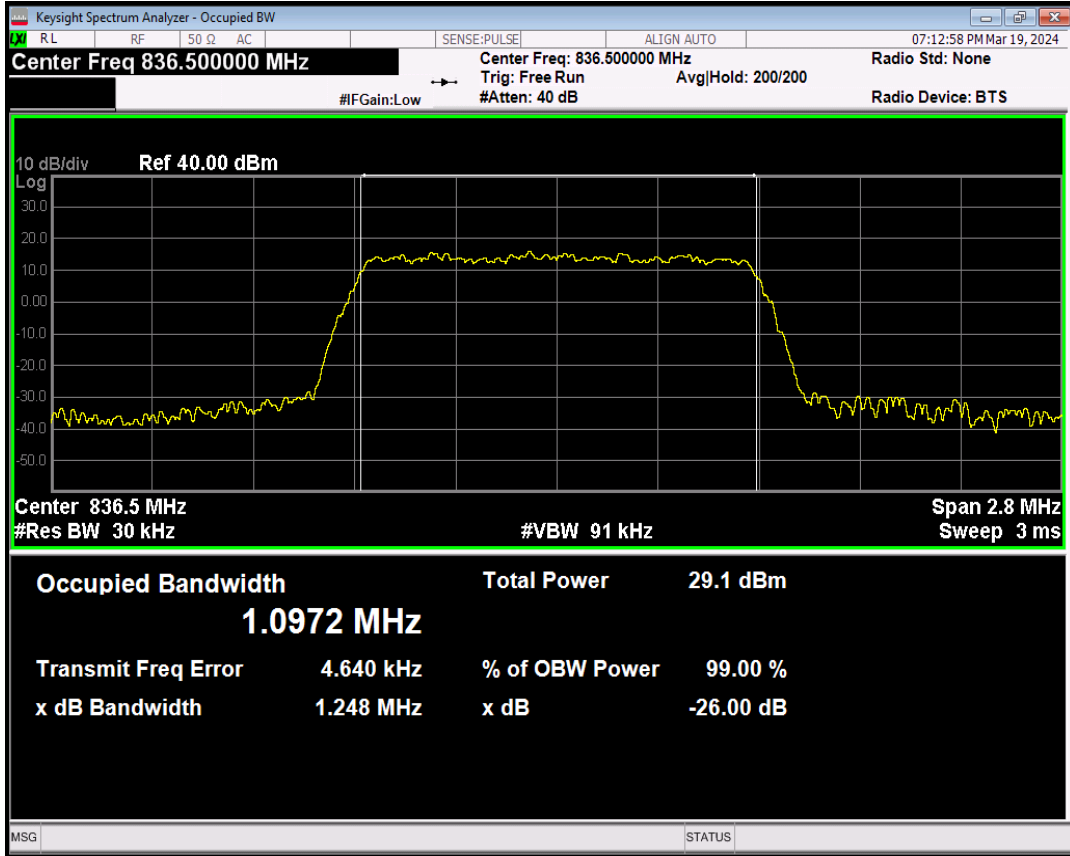 Keysight Spectrum Analyzer - Occupied BW
LXI RL RF 50 Ω AC SENSE:PULSE ALIGN AUTO 07:12:58 PM Mar 19, 2024
Center Freq 836.500000 MHz Center Freq: 836.500000 MHz Radio Std: None
Trig: Free Run Avg|Hold: 200/200
#IFGain:Low #Atten: 40 dB Radio Device: BTS
10 dB/div Ref 40.00 dBm
Log
30.0
20.0
10.0
0.00
-10.0
-20.0
-30.0
-40.0
-50.0
Center 836.5 MHz Span 2.8 MHz
#Res BW 30 kHz #VBW 91 kHz Sweep 3 ms
Occupied Bandwidth Total Power 29.1 dBm
1.0972 MHz
Transmit Freq Error 4.640 kHz % of OBW Power 99.00 %
x dB Bandwidth 1.248 MHz x dB -26.00 dB
MSG STATUS